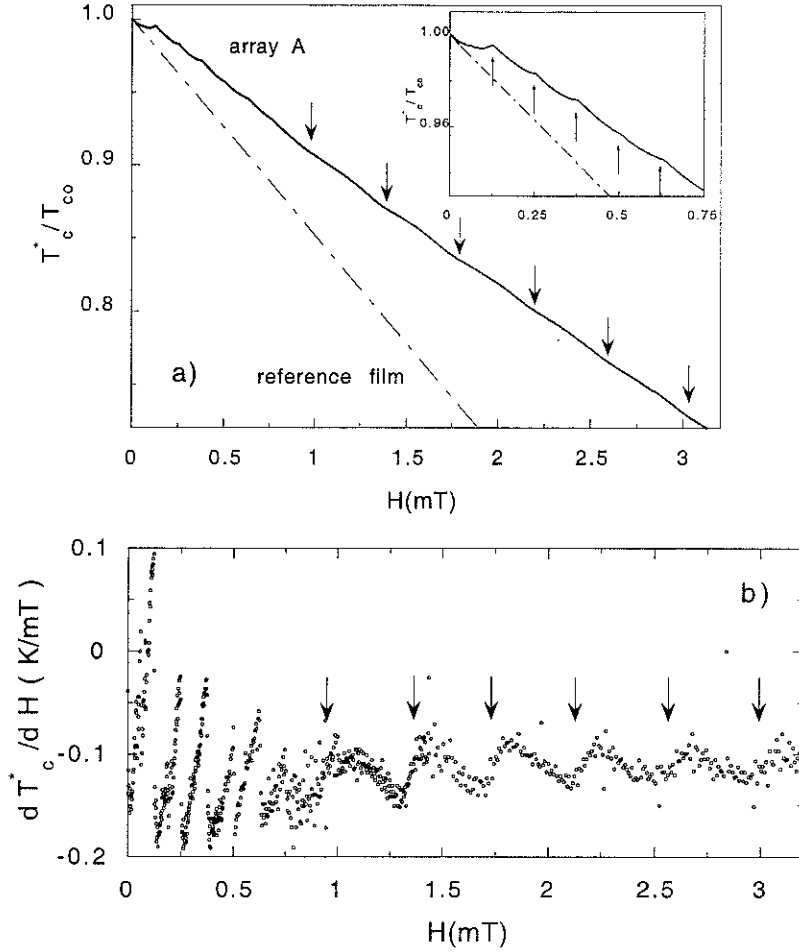 1.0
0.9
0.8
T*c/Tco
array A
a)
reference film
0 0.5 1 1.5 2 2.5 3
H(mT)
1.00
0.96
T*c/Tco
0 0.25 0.5 0.75
b)
0.1
0
-0.1
-0.2
dT*c/dH (K/mT)
0 0.5 1 1.5 2 2.5 3
H(mT)